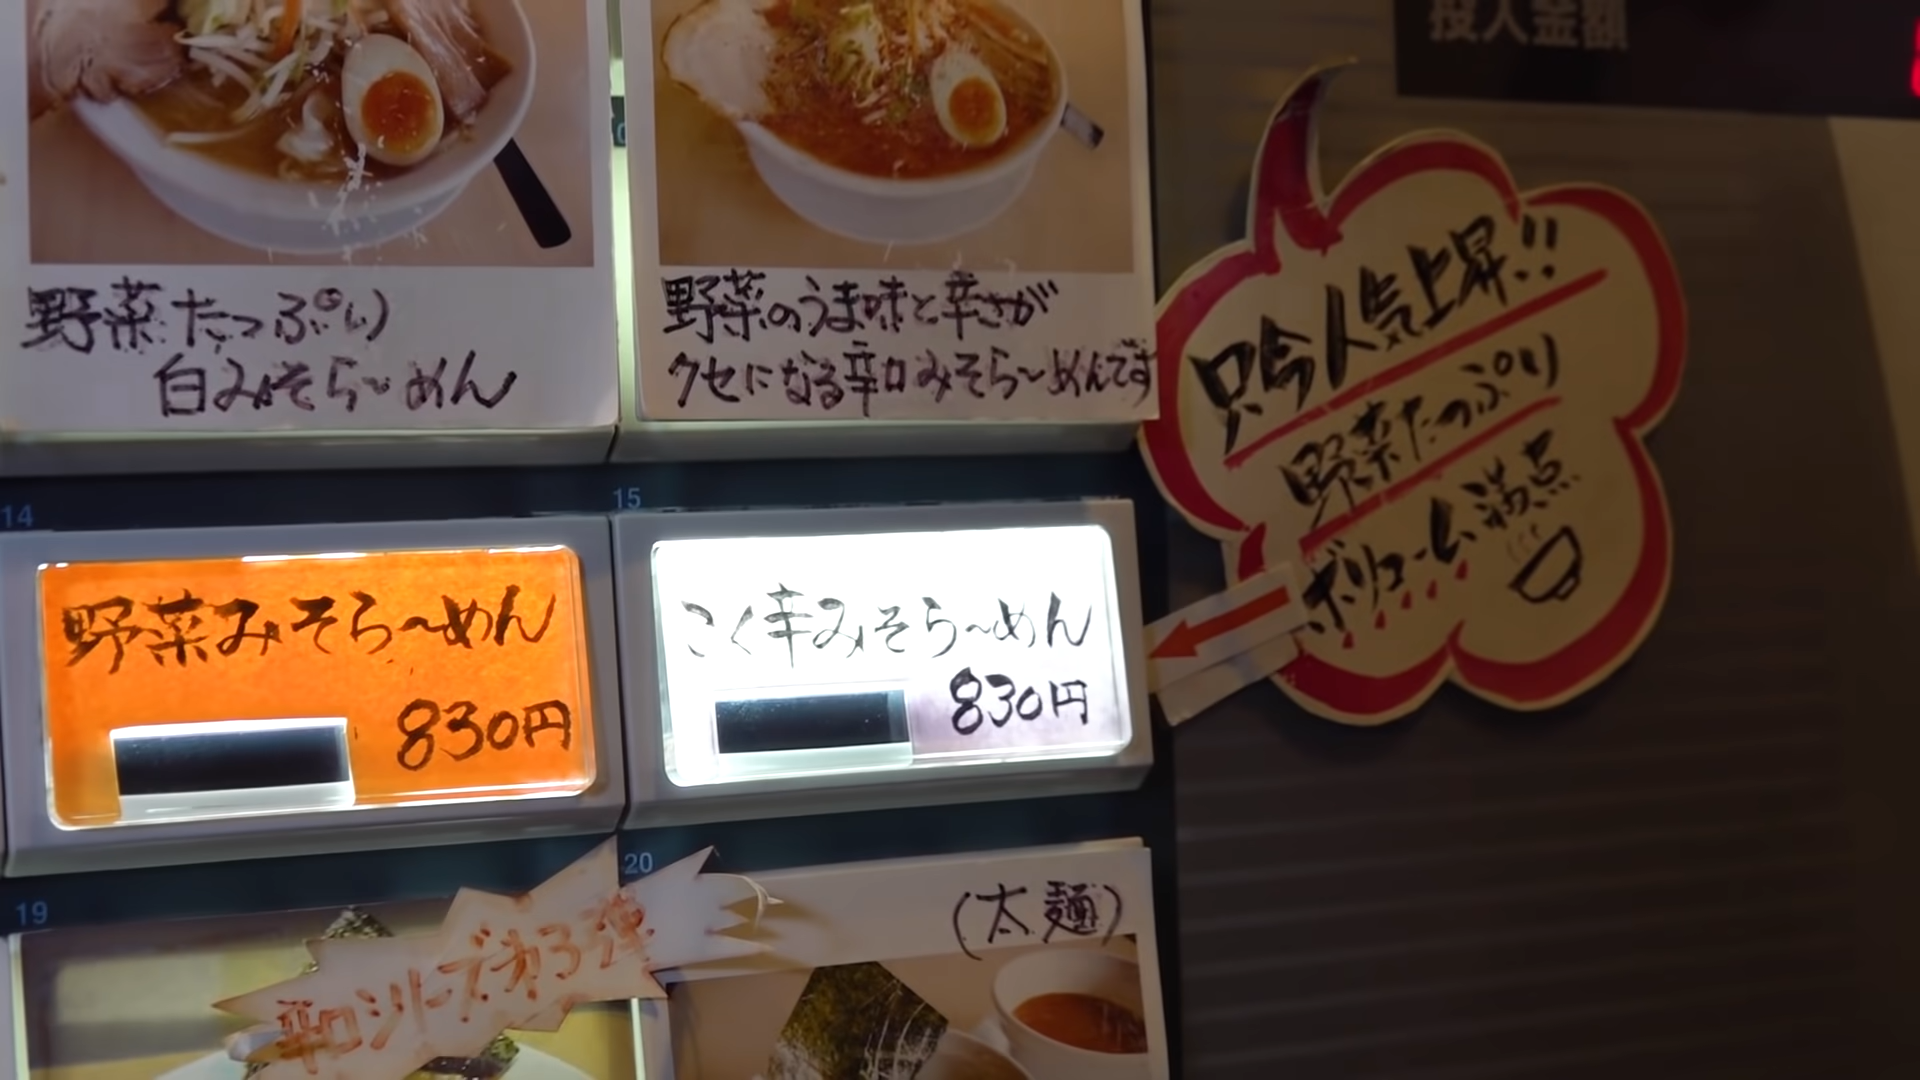 投入金額
野菜たっぷり
白みそら〜めん
野菜のうま味と辛さが
クセになる辛口みそら〜めんです
只今人気上昇!!
野菜たっぷり
ボリューム満点
14
野菜みそら〜めん
830円
15
こく辛みそら〜めん
830円
19
辛口シリーズ第3弾
20
(太麺)